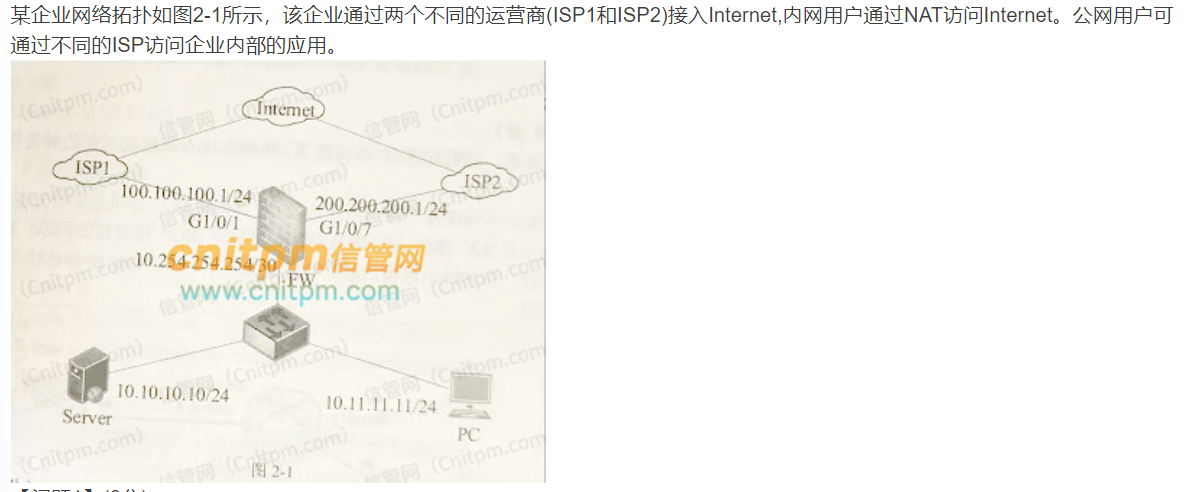 某企业网络拓扑如图2-1所示，该企业通过两个不同的运营商(ISP1和ISP2)接入Internet,内网用户通过NAT访问Internet。公网用户可
通过不同的ISP访问企业内部的应用。
Internet
ISP1
ISP2
100.100.100.1/24
200.200.200.1/24
G1/0/1
G1/0/7
cnitpm信管网
10.254.254.254/30
FW
www.cnitpm.com
10.10.10.10/24
10.11.11.11/24
Server
PC
图 2-1
信管网 (Cnitpm.com)